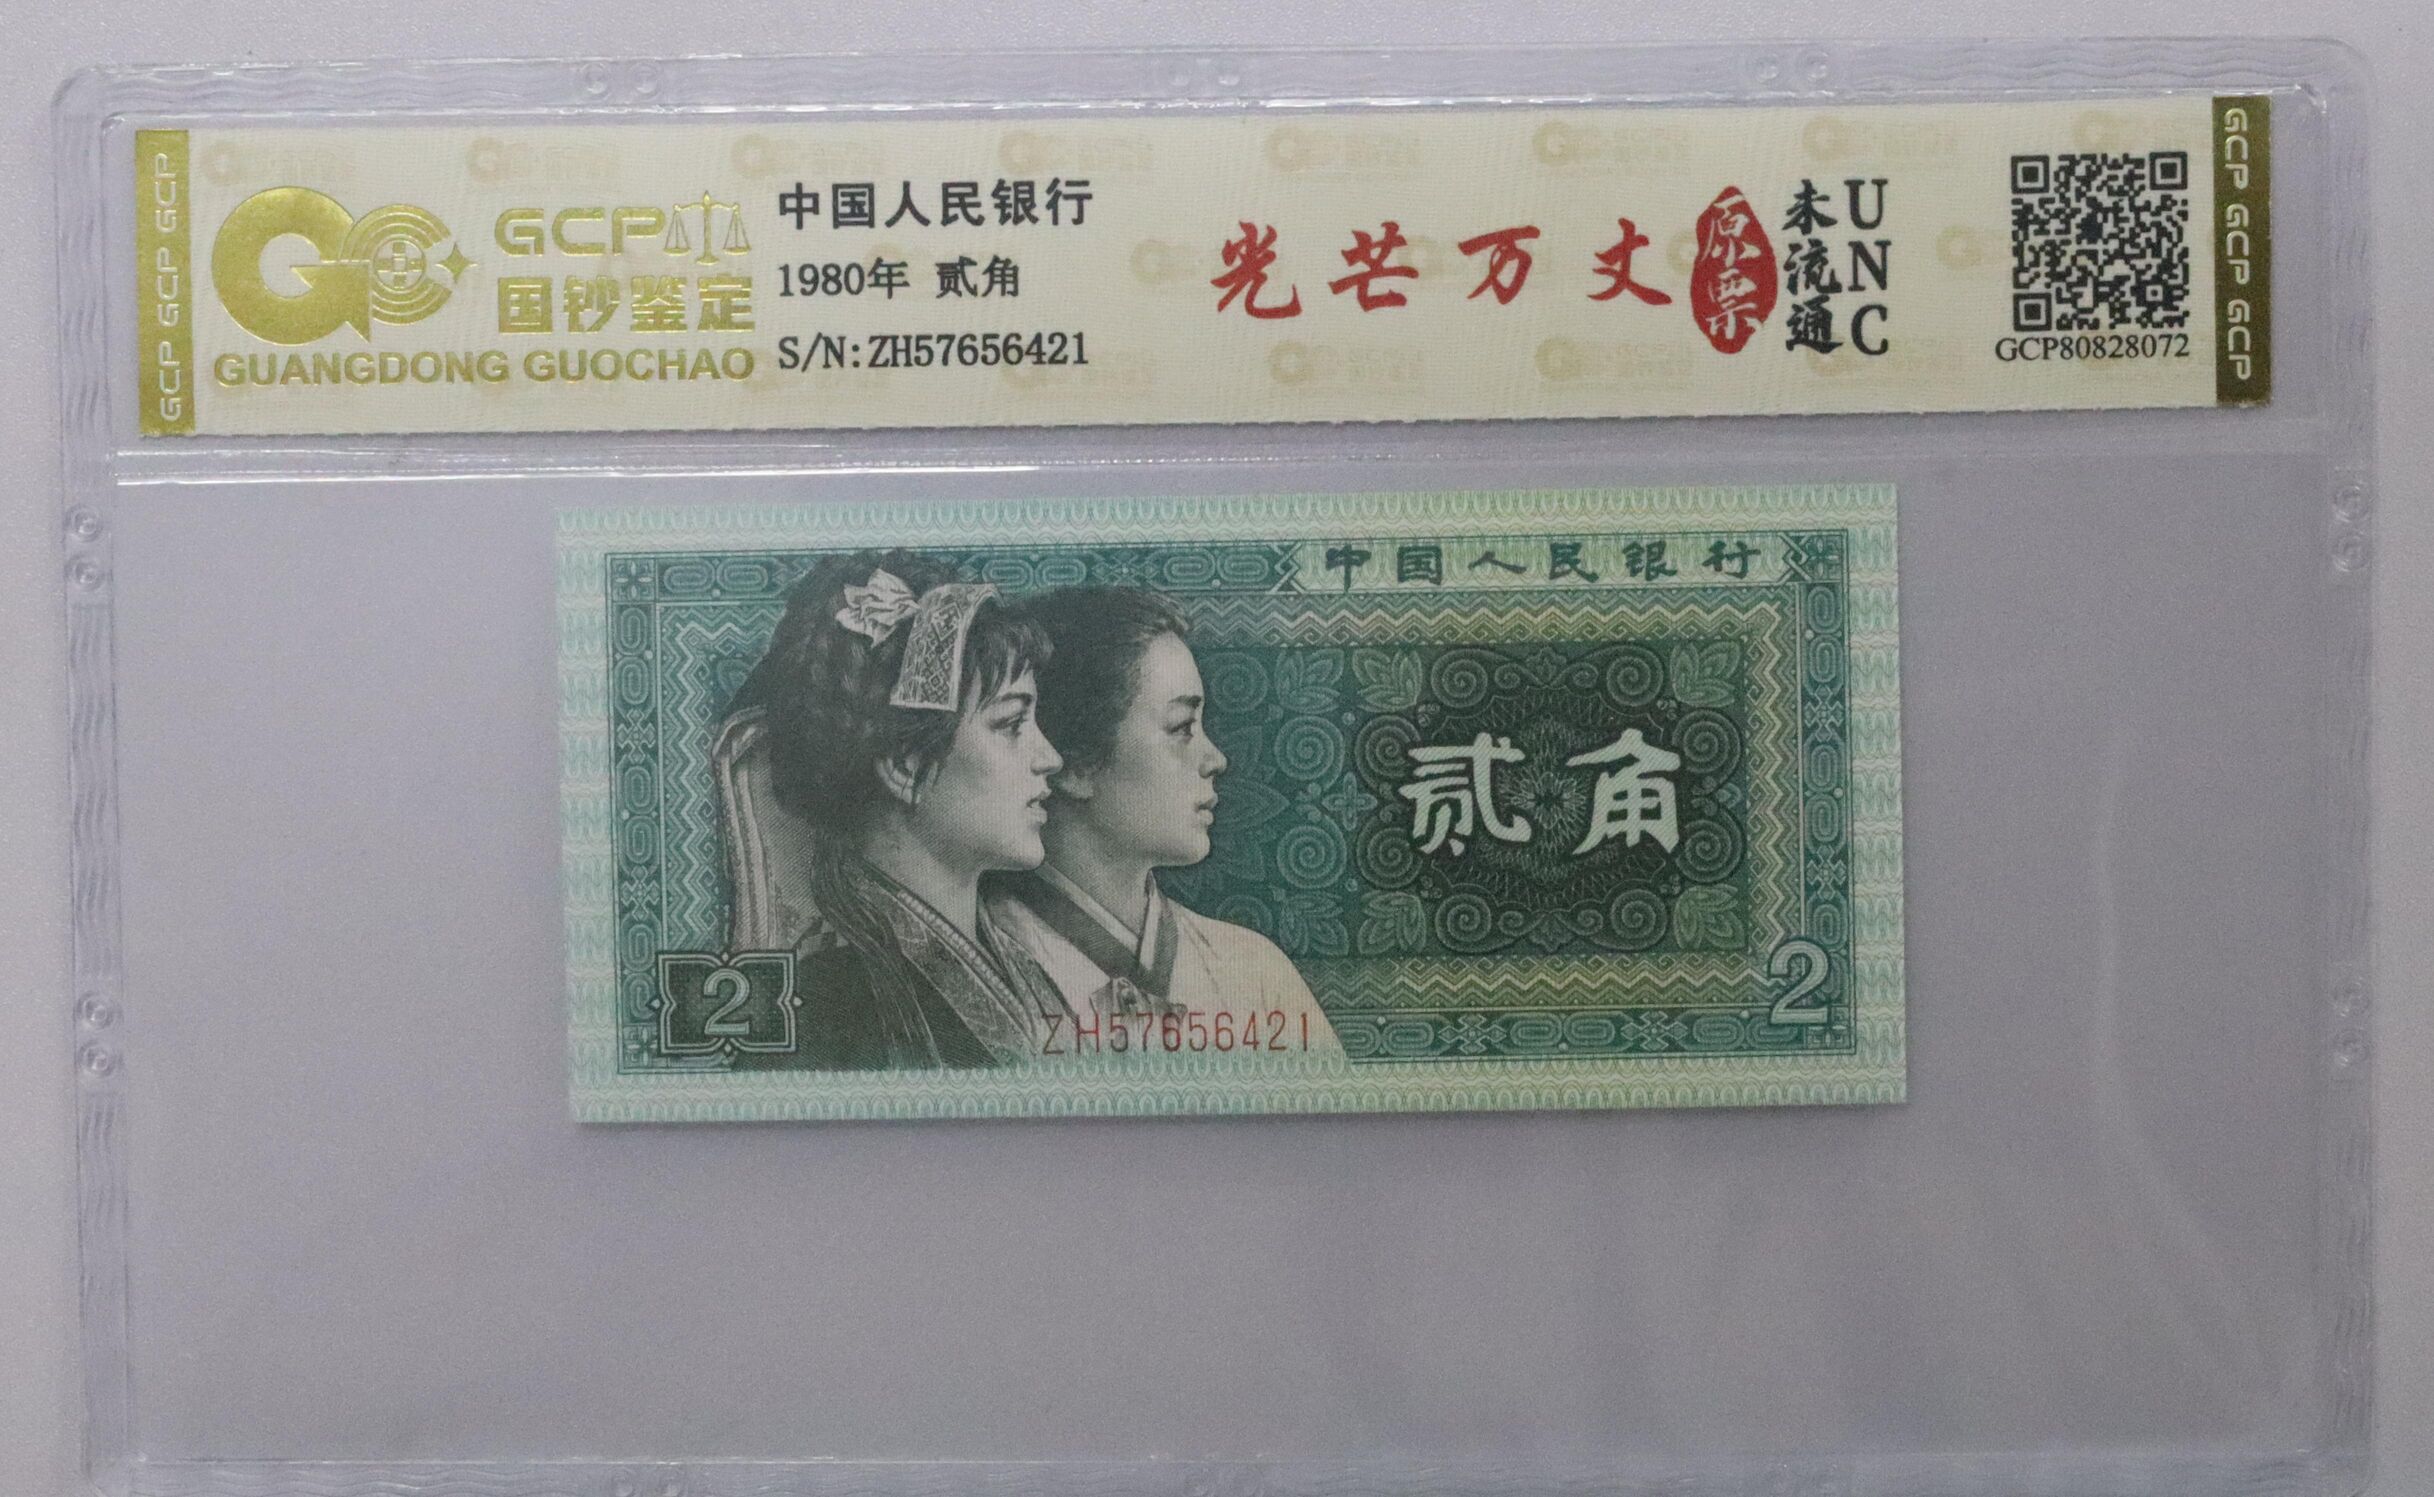 GCP GCP GCP
GCP
国钞鉴定
GUANGDONG GUOCHAO
中国人民银行
1980年 贰角
S/N:ZH57656421
光芒万丈
原票
未流通
UNC
GCP80828072
GCP GCP GCP
中国人民银行
贰角
2
ZH57656421
2